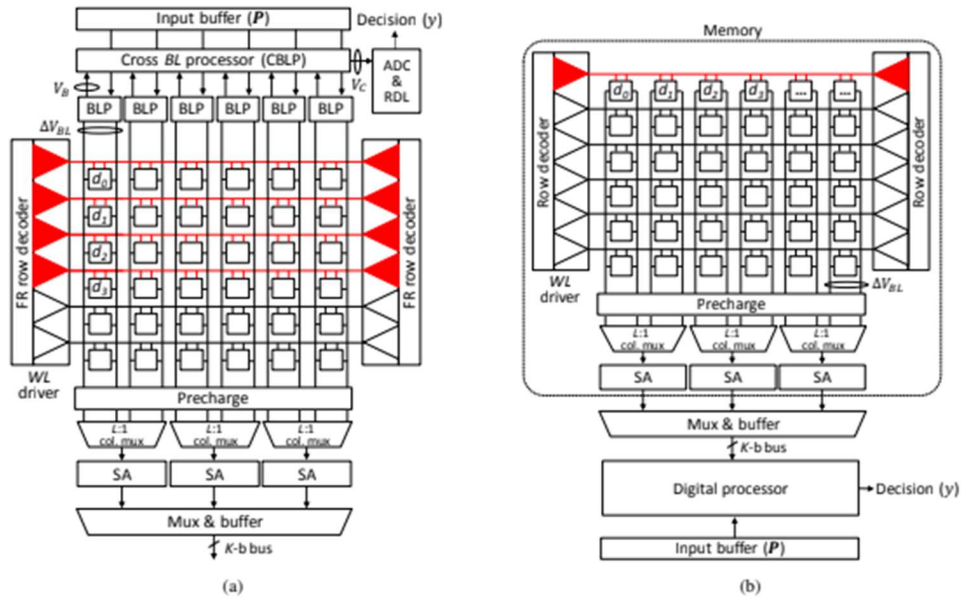 Input buffer (P)
Decision (y)
Cross BL processor (CBLP)
V_B
V_C
ADC
&
RDL
BLP BLP BLP BLP BLP BLP
ΔV_BL
FR row decoder
FR row decoder
d_0
d_1
d_2
d_3
WL
driver
Precharge
L:1
col. mux
L:1
col. mux
L:1
col. mux
SA SA SA
Mux & buffer
K-b bus
(a)
Memory
Row decoder
Row decoder
d_0 d_1 d_2 d_3 ... ...
WL
driver
ΔV_BL
Precharge
L:1
col. mux
L:1
col. mux
L:1
col. mux
SA SA SA
Mux & buffer
K-b bus
Digital processor
Decision (y)
Input buffer (P)
(b)